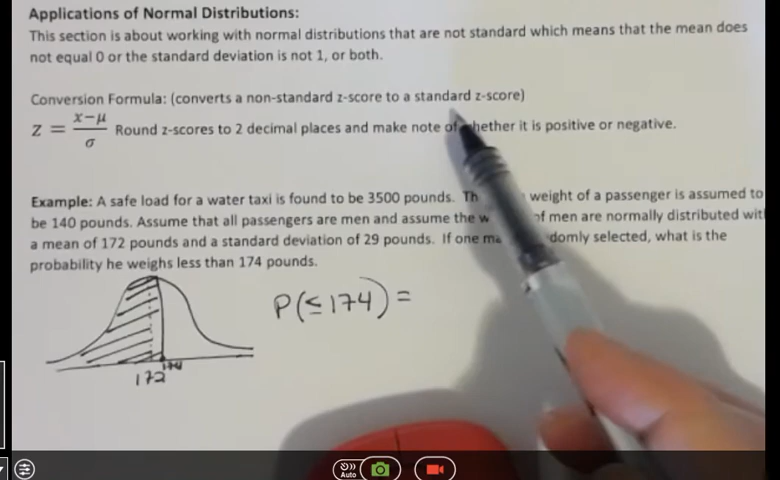 Applications of Normal Distributions:
This section is about working with normal distributions that are not standard which means that the mean does
not equal 0 or the standard deviation is not 1, or both.
Conversion Formula: (converts a non-standard z-score to a standard z-score)
z = x-μ / σ Round z-scores to 2 decimal places and make note of whether it is positive or negative.
Example: A safe load for a water taxi is found to be 3500 pounds. Th weight of a passenger is assumed to
be 140 pounds. Assume that all passengers are men and assume the w of men are normally distributed wit
a mean of 172 pounds and a standard deviation of 29 pounds. If one ma domly selected, what is the
probability he weighs less than 174 pounds.
P(≤174) =
174
172
Auto